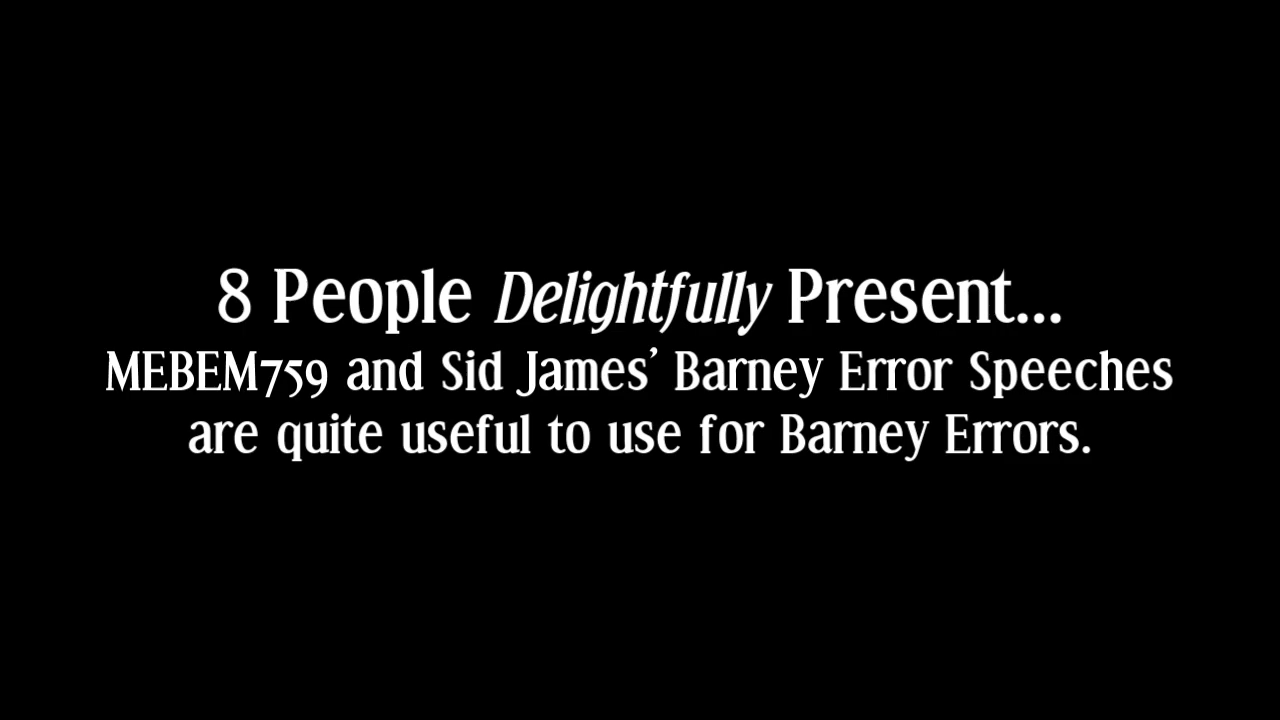 8 People Delightfully Present...
MEBEM759 and Sid James’ Barney Error Speeches
are quite useful to use for Barney Errors.